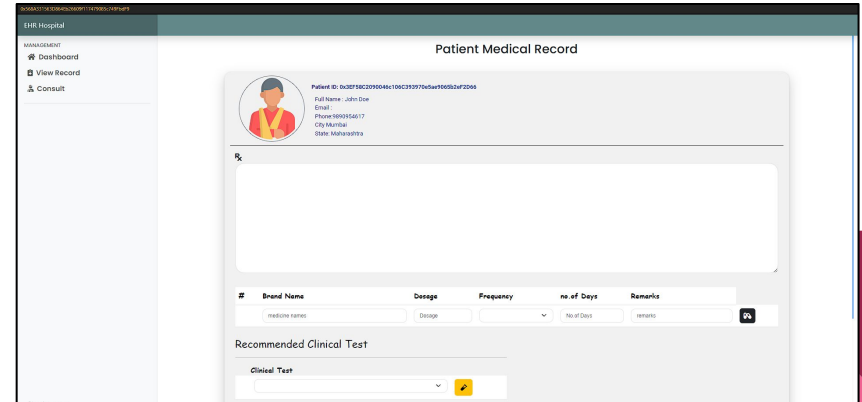 EHR Hospital
MANAGEMENT
Dashboard
View Record
Consult
Patient Medical Record
Patient ID: 0x3EF58C2090046c106C393970e5ae9065b2eF2D66
Full Name : John Doe
Email :
Phone:9890954617
City Mumbai
State: Maharashtra
℞
# Brand Name Dosage Frequency no.of Days Remarks
medicine names Dosage No.of Days remarks
Recommended Clinical Test
Clinical Test